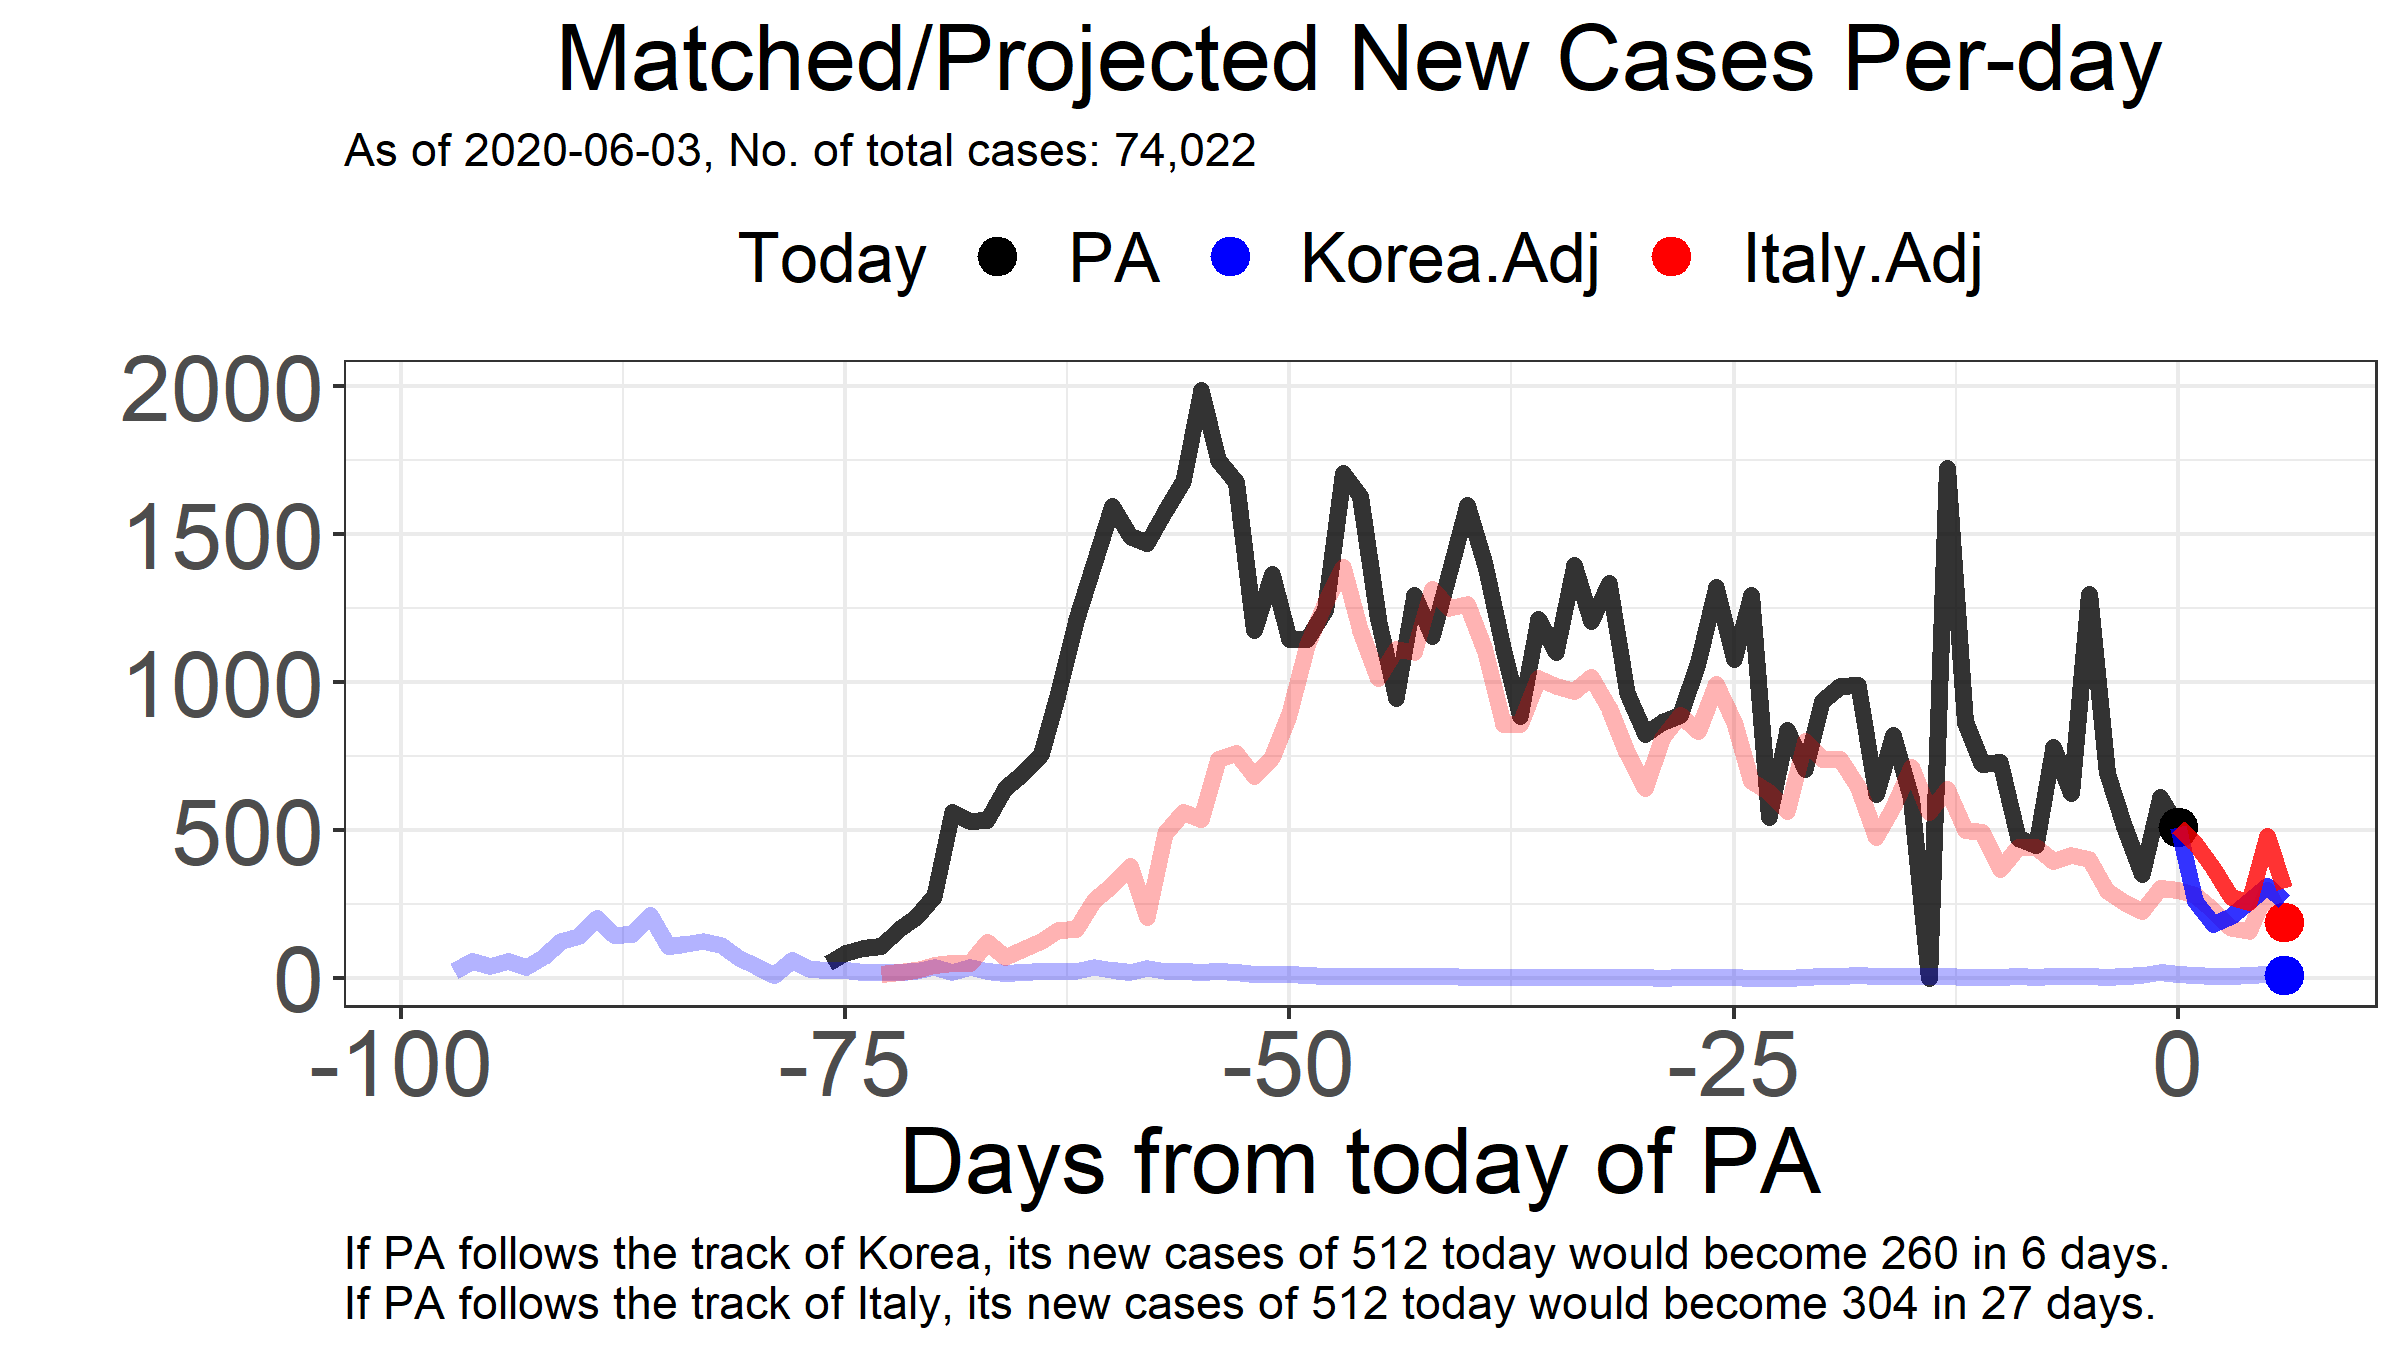 Matched/Projected New Cases Per-day
As of 2020-06-03, No. of total cases: 74,022
Today PA Korea.Adj Italy.Adj
2000
1500
1000
500
0
-100 -75 -50 -25 0
Days from today of PA
If PA follows the track of Korea, its new cases of 512 today would become 260 in 6 days.
If PA follows the track of Italy, its new cases of 512 today would become 304 in 27 days.